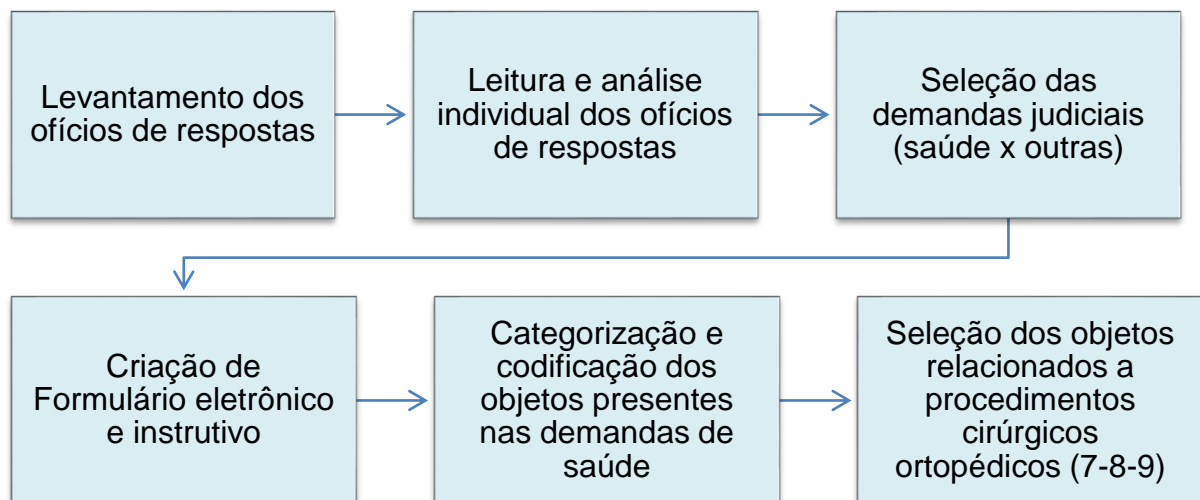 Levantamento dos
ofícios de respostas
Leitura e análise
individual dos ofícios
de respostas
Seleção das
demandas judiciais
(saúde x outras)
Criação de
Formulário eletrônico
e instrutivo
Categorização e
codificação dos
objetos presentes
nas demandas de
saúde
Seleção dos objetos
relacionados a
procedimentos
cirúrgicos
ortopédicos (7-8-9)